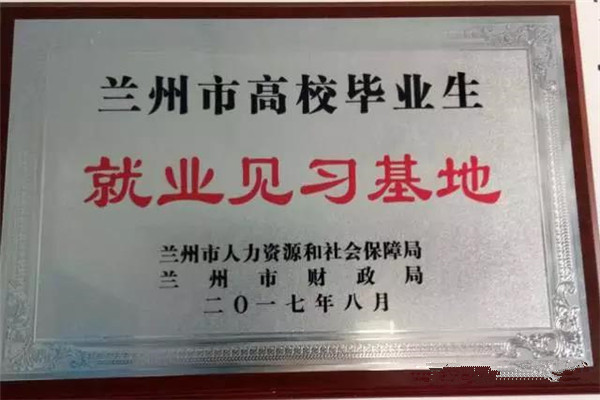 兰州市高校毕业生
就业见习基地
兰州市人力资源和社会保障局
兰州市财政局
二〇一七年八月